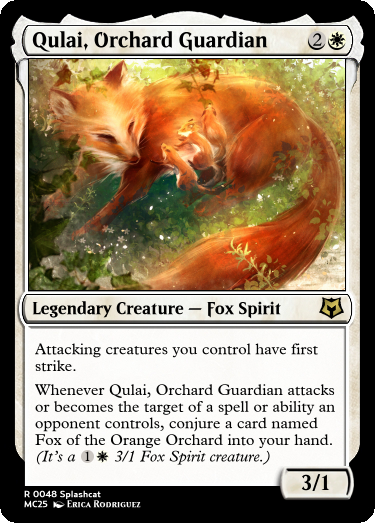 Qulai, Orchard Guardian 2
Legendary Creature — Fox Spirit
Attacking creatures you control have first
strike.
Whenever Qulai, Orchard Guardian attacks
or becomes the target of a spell or ability an
opponent controls, conjure a card named
Fox of the Orange Orchard into your hand.
(It's a 1 3/1 Fox Spirit creature.)
3/1
R 0048 Splashcat
MC25 Erica Rodriguez